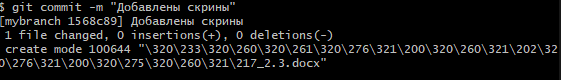 $ git commit -m "Добавлены скрины"
[mybranch 1568c89] Добавлены скрины
 1 file changed, 0 insertions(+), 0 deletions(-)
 create mode 100644 "\320\233\320\260\320\261\320\276\321\200\320\260\321\202\320
0\276\321\200\320\275\320\260\321\217_2.3.docx"